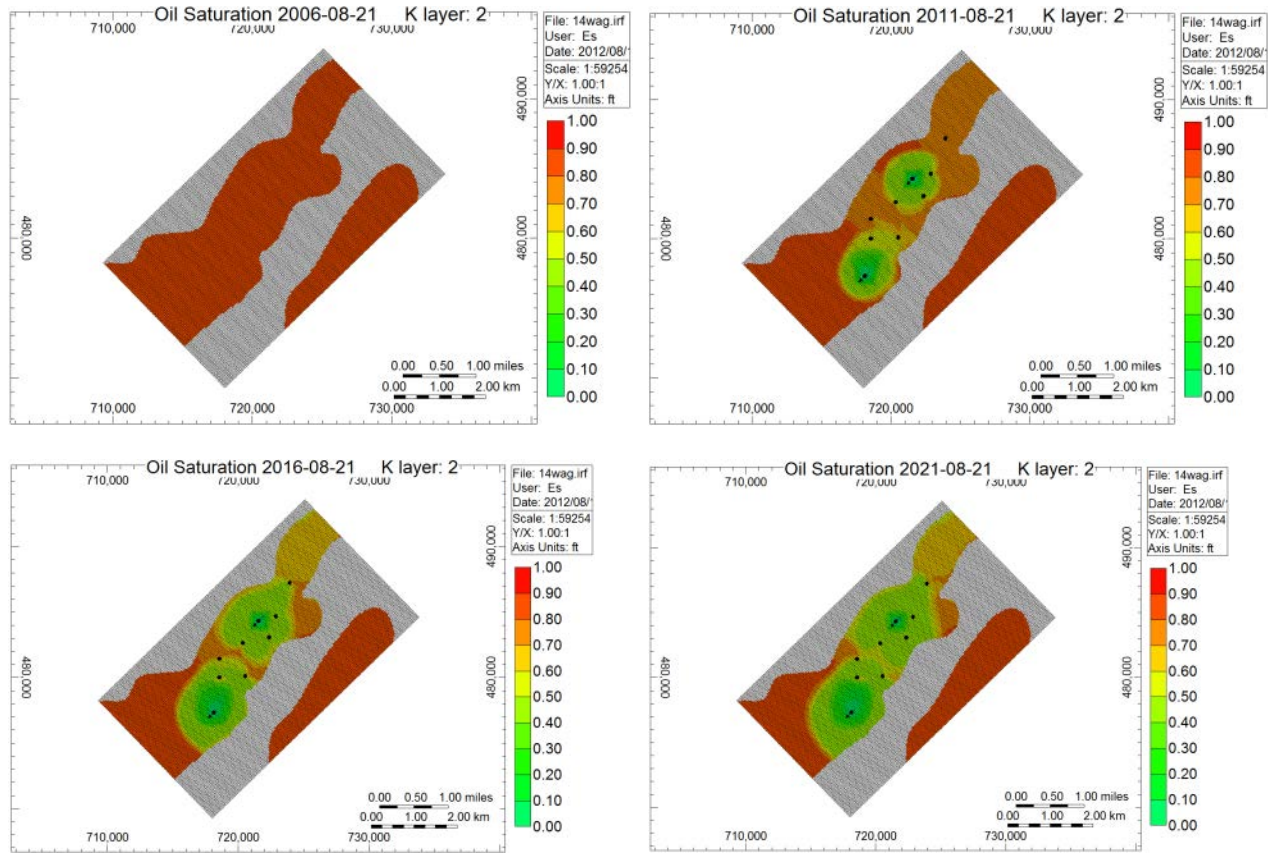 Oil Saturation 2006-08-21 K layer: 2
710,000 720,000 730,000
File: 14wag.irf
User: Es
Date: 2012/08/
Scale: 1:59254
Y/X: 1.00:1
Axis Units: ft
490,000
480,000
480,000
1.00
0.90
0.80
0.70
0.60
0.50
0.40
0.30
0.20
0.10
0.00
0.00 0.50 1.00 miles
0.00 1.00 2.00 km
710,000 720,000 730,000
Oil Saturation 2011-08-21 K layer: 2
710,000 720,000 730,000
File: 14wag.irf
User: Es
Date: 2012/08/
Scale: 1:59254
Y/X: 1.00:1
Axis Units: ft
490,000
480,000
480,000
1.00
0.90
0.80
0.70
0.60
0.50
0.40
0.30
0.20
0.10
0.00
0.00 0.50 1.00 miles
0.00 1.00 2.00 km
710,000 720,000 730,000
Oil Saturation 2016-08-21 K layer: 2
710,000 720,000 730,000
File: 14wag.irf
User: Es
Date: 2012/08/
Scale: 1:59254
Y/X: 1.00:1
Axis Units: ft
490,000
480,000
480,000
1.00
0.90
0.80
0.70
0.60
0.50
0.40
0.30
0.20
0.10
0.00
0.00 0.50 1.00 miles
0.00 1.00 2.00 km
710,000 720,000 730,000
Oil Saturation 2021-08-21 K layer: 2
710,000 720,000 730,000
File: 14wag.irf
User: Es
Date: 2012/08/
Scale: 1:59254
Y/X: 1.00:1
Axis Units: ft
490,000
480,000
480,000
1.00
0.90
0.80
0.70
0.60
0.50
0.40
0.30
0.20
0.10
0.00
0.00 0.50 1.00 miles
0.00 1.00 2.00 km
710,000 720,000 730,000